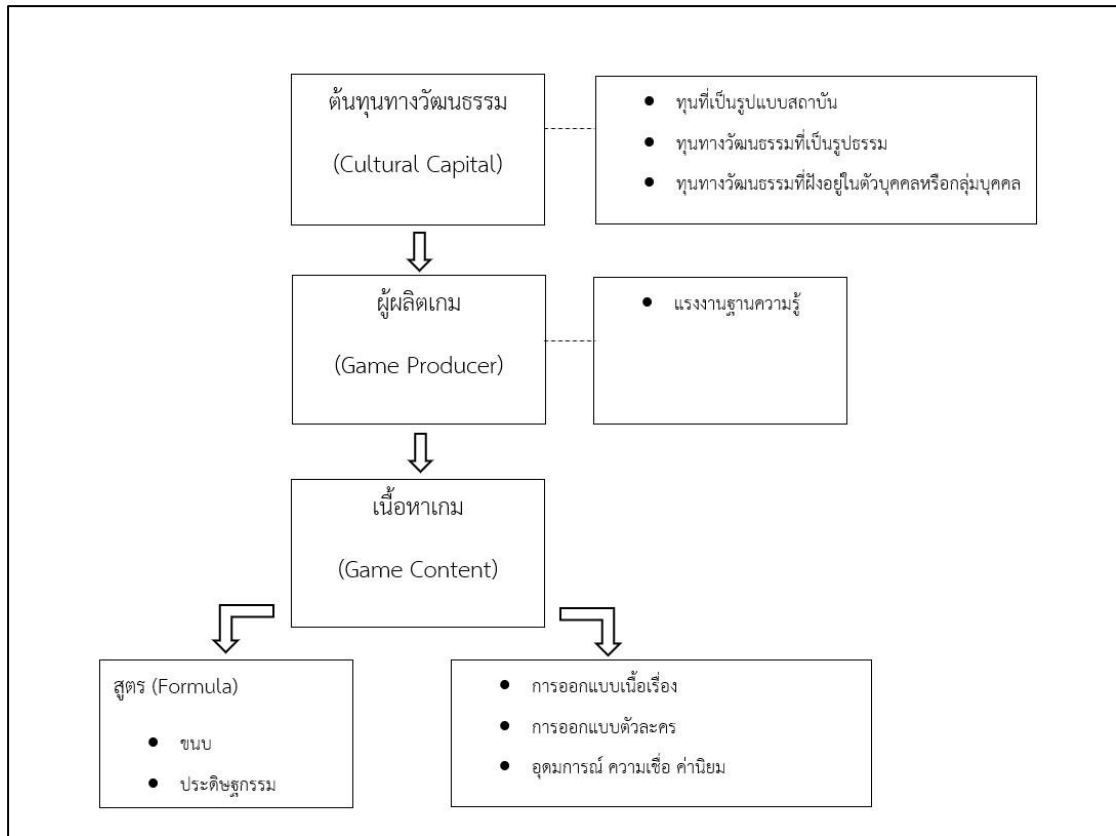 ต้นทุนทางวัฒนธรรม
(Cultural Capital)
● ทุนที่เป็นรูปแบบสถาบัน
● ทุนทางวัฒนธรรมที่เป็นรูปธรรม
● ทุนทางวัฒนธรรมที่ฝังอยู่ในตัวบุคคลหรือกลุ่มบุคคล
ผู้ผลิตเกม
(Game Producer)
● แรงงานฐานความรู้
เนื้อหาเกม
(Game Content)
สูตร (Formula)
● ขนบ
● ประดิษฐกรรม
● การออกแบบเนื้อเรื่อง
● การออกแบบตัวละคร
● อุดมการณ์ ความเชื่อ ค่านิยม